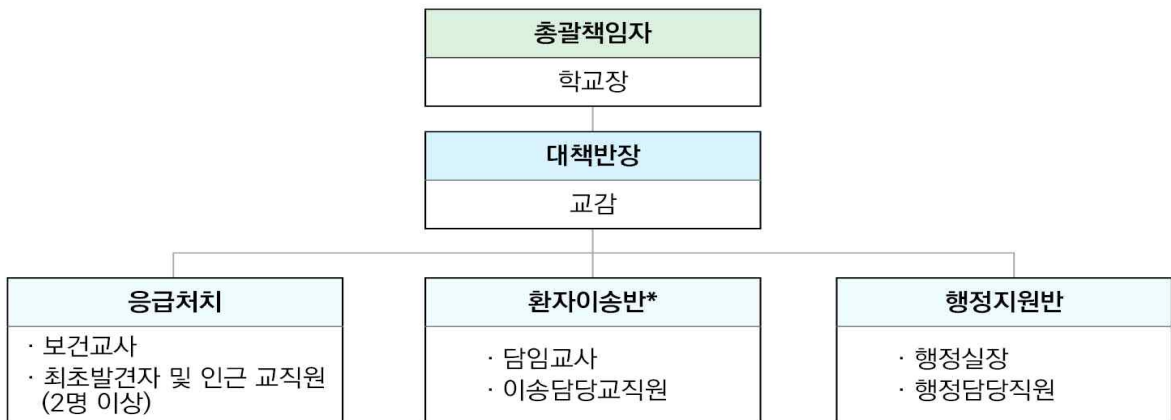 총괄책임자
학교장
대책반장
교감
응급처치
· 보건교사
· 최초발견자 및 인근 교직원
(2명 이상)
환자이송반*
· 담임교사
· 이송담당교직원
행정지원반
· 행정실장
· 행정담당직원